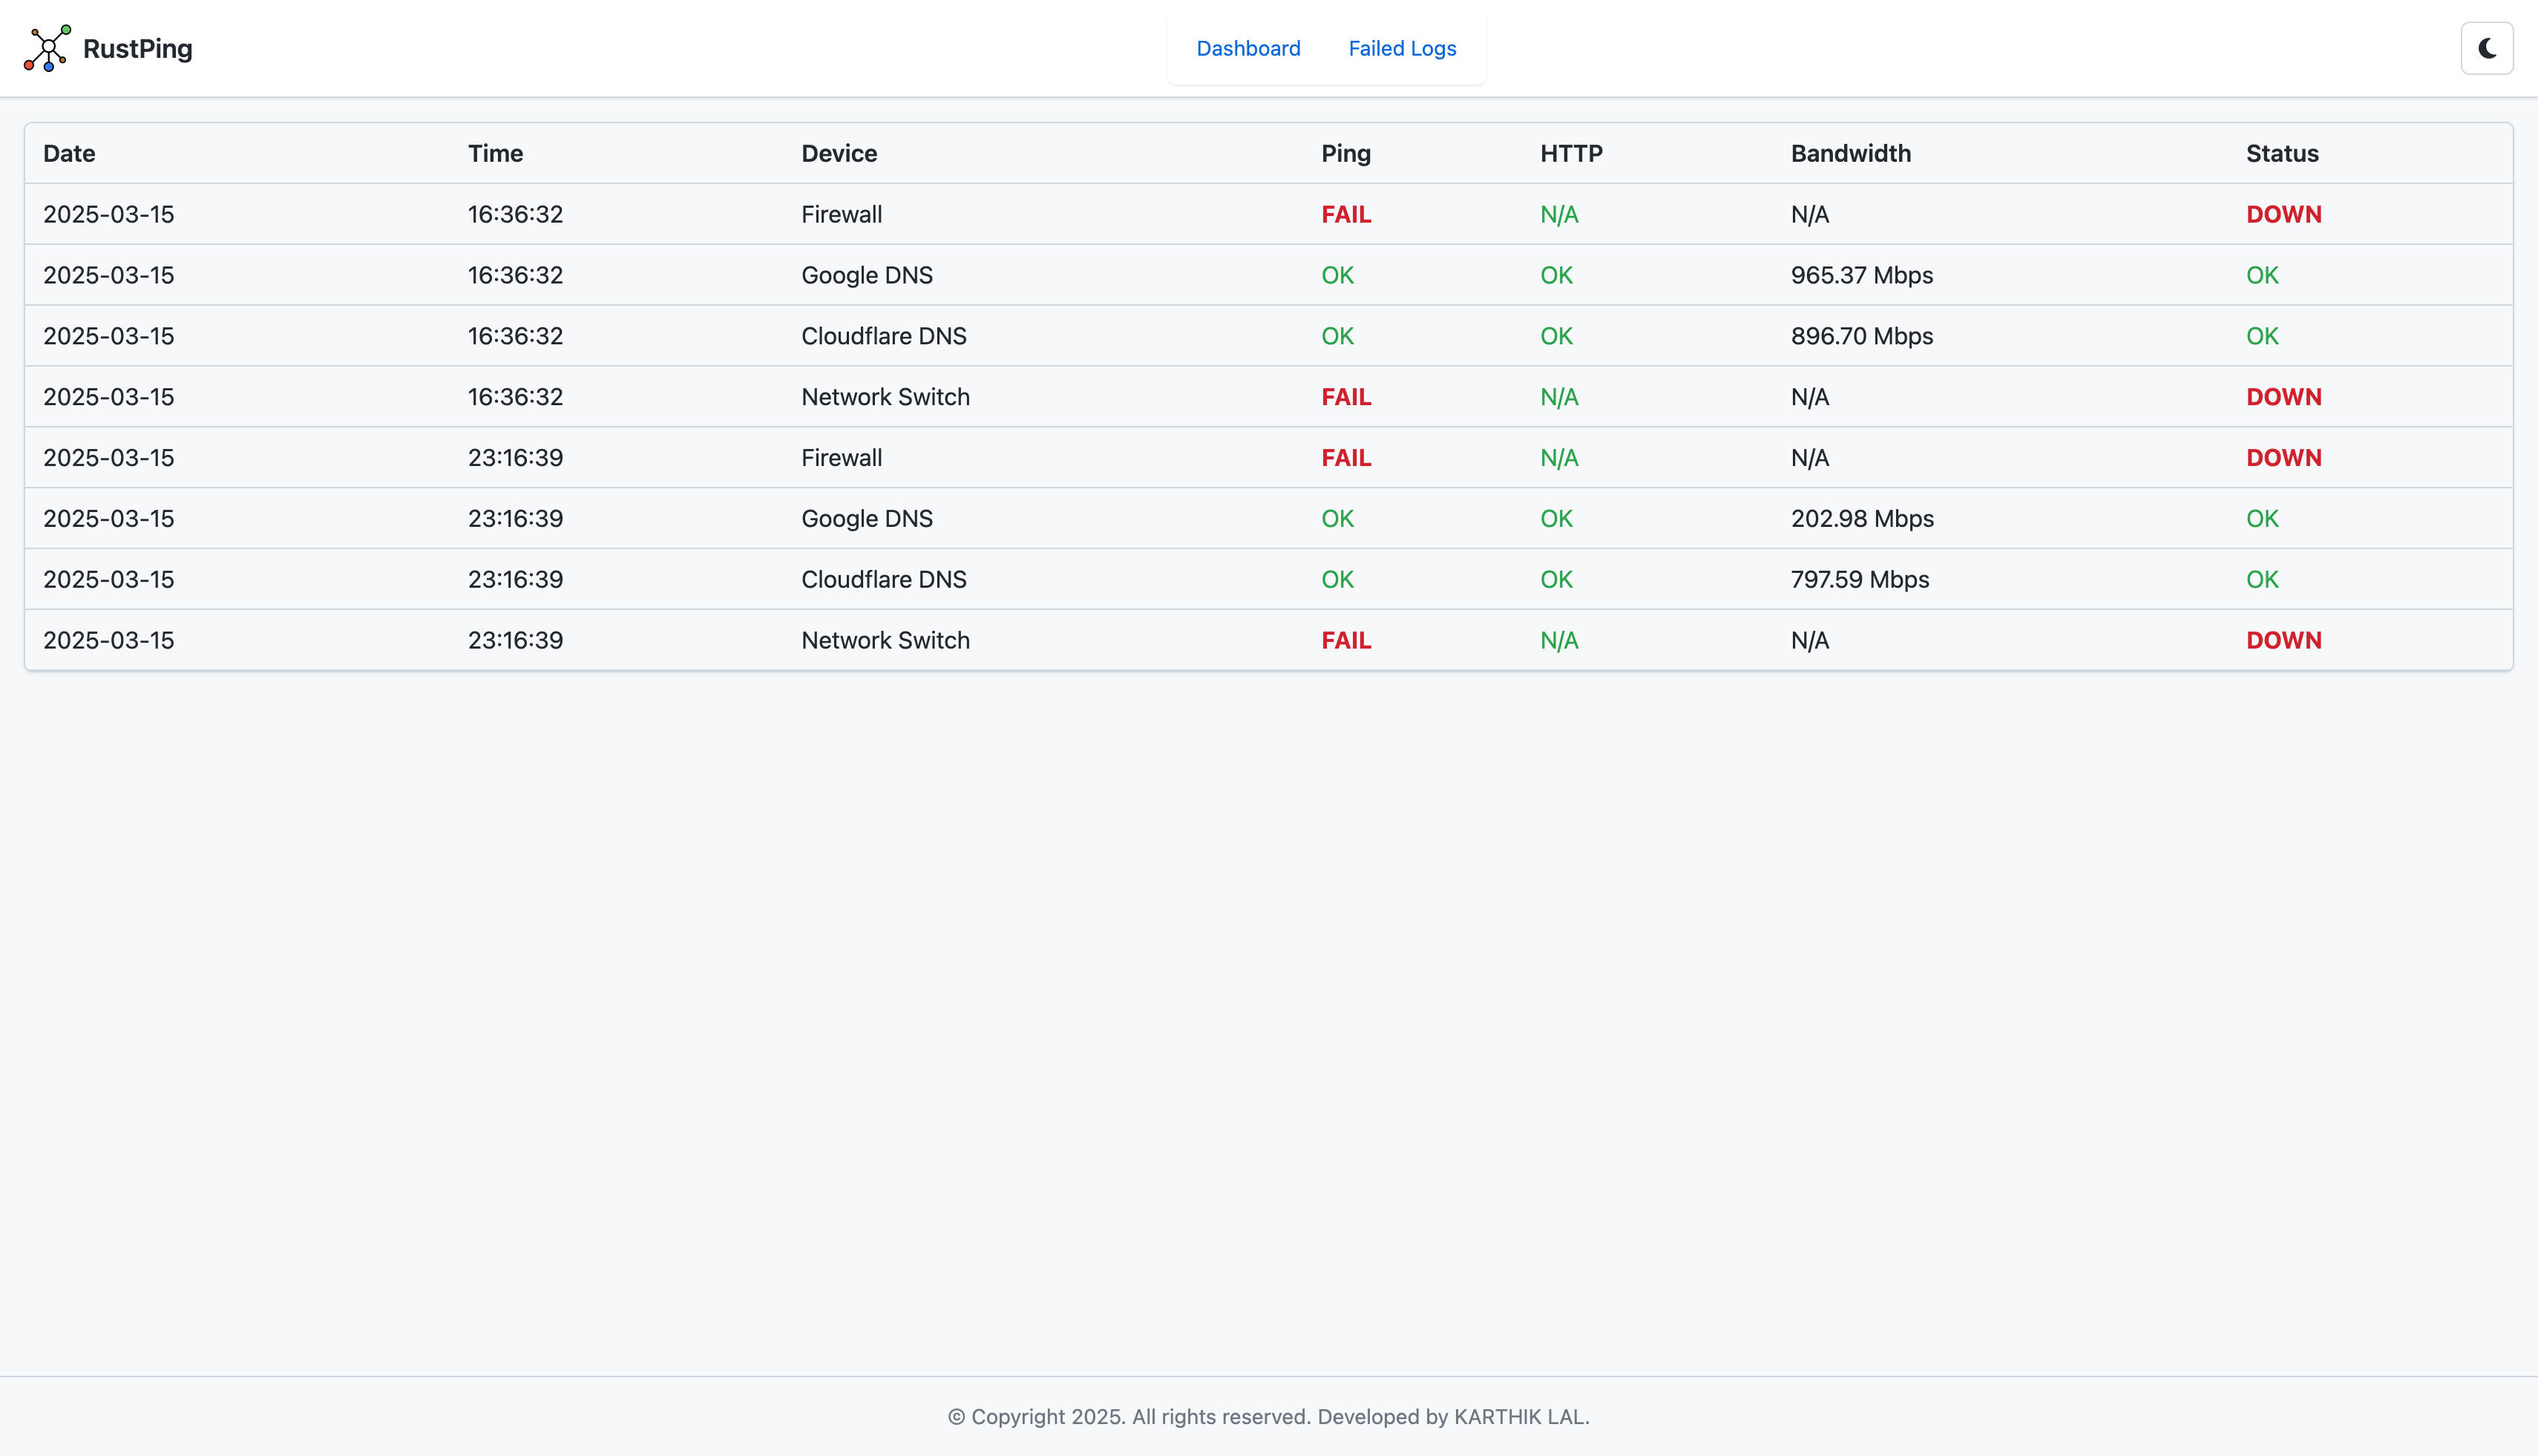 RustPing Dashboard Failed Logs
Date Time Device Ping HTTP Bandwidth Status
2025-03-15 16:36:32 Firewall FAIL N/A N/A DOWN
2025-03-15 16:36:32 Google DNS OK OK 965.37 Mbps OK
2025-03-15 16:36:32 Cloudflare DNS OK OK 896.70 Mbps OK
2025-03-15 16:36:32 Network Switch FAIL N/A N/A DOWN
2025-03-15 23:16:39 Firewall FAIL N/A N/A DOWN
2025-03-15 23:16:39 Google DNS OK OK 202.98 Mbps OK
2025-03-15 23:16:39 Cloudflare DNS OK OK 797.59 Mbps OK
2025-03-15 23:16:39 Network Switch FAIL N/A N/A DOWN
© Copyright 2025. All rights reserved. Developed by KARTHIK LAL.